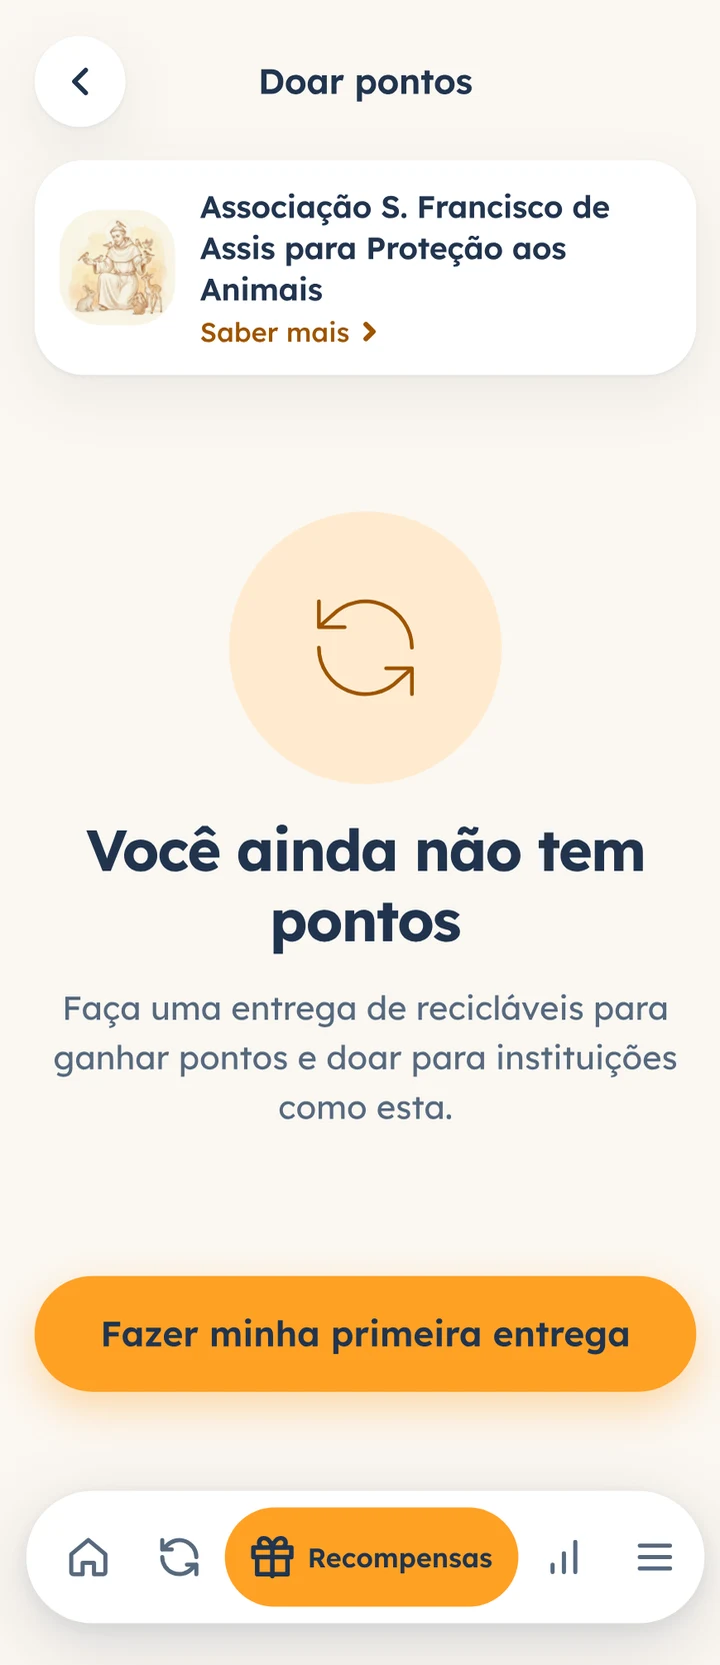 Doar pontos
Associação S. Francisco de
Assis para Proteção aos
Animais
Saber mais
Você ainda não tem
pontos
Faça uma entrega de recicláveis para
ganhar pontos e doar para instituições
como esta.
Fazer minha primeira entrega
Recompensas